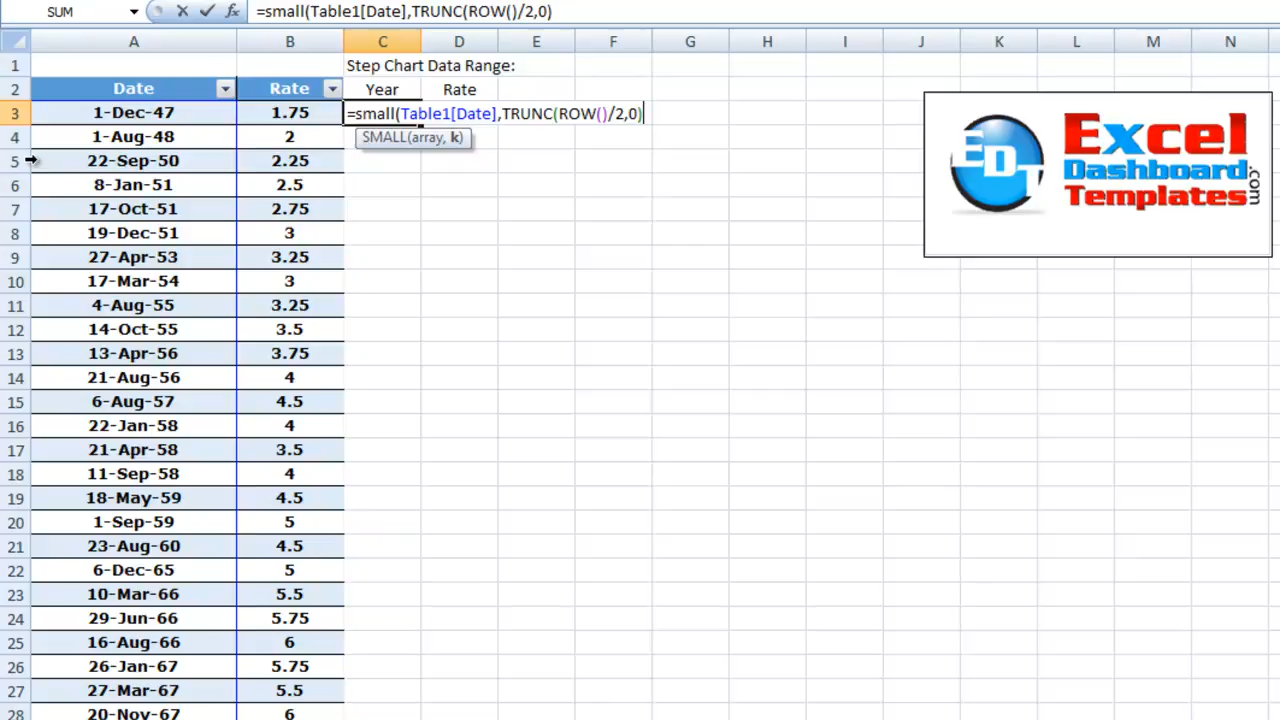 SUM =small(Table1[Date],TRUNC(ROW()/2,0)
A B C D E F G H I J K L M N
1 Step Chart Data Range:
2 Date Rate Year Rate
3 1-Dec-47 1.75 =small(Table1[Date],TRUNC(ROW()/2,0)
4 1-Aug-48 2 SMALL(array, k)
5 22-Sep-50 2.25
6 8-Jan-51 2.5
7 17-Oct-51 2.75
8 19-Dec-51 3
9 27-Apr-53 3.25
10 17-Mar-54 3
11 4-Aug-55 3.25
12 14-Oct-55 3.5
13 13-Apr-56 3.75
14 21-Aug-56 4
15 6-Aug-57 4.5
16 22-Jan-58 4
17 21-Apr-58 3.5
18 11-Sep-58 4
19 18-May-59 4.5
20 1-Sep-59 5
21 23-Aug-60 4.5
22 6-Dec-65 5
23 10-Mar-66 5.5
24 29-Jun-66 5.75
25 16-Aug-66 6
26 26-Jan-67 5.75
27 27-Mar-67 5.5
28 20-Nov-67 6
EDT
Excel
Dashboard
Templates
.com